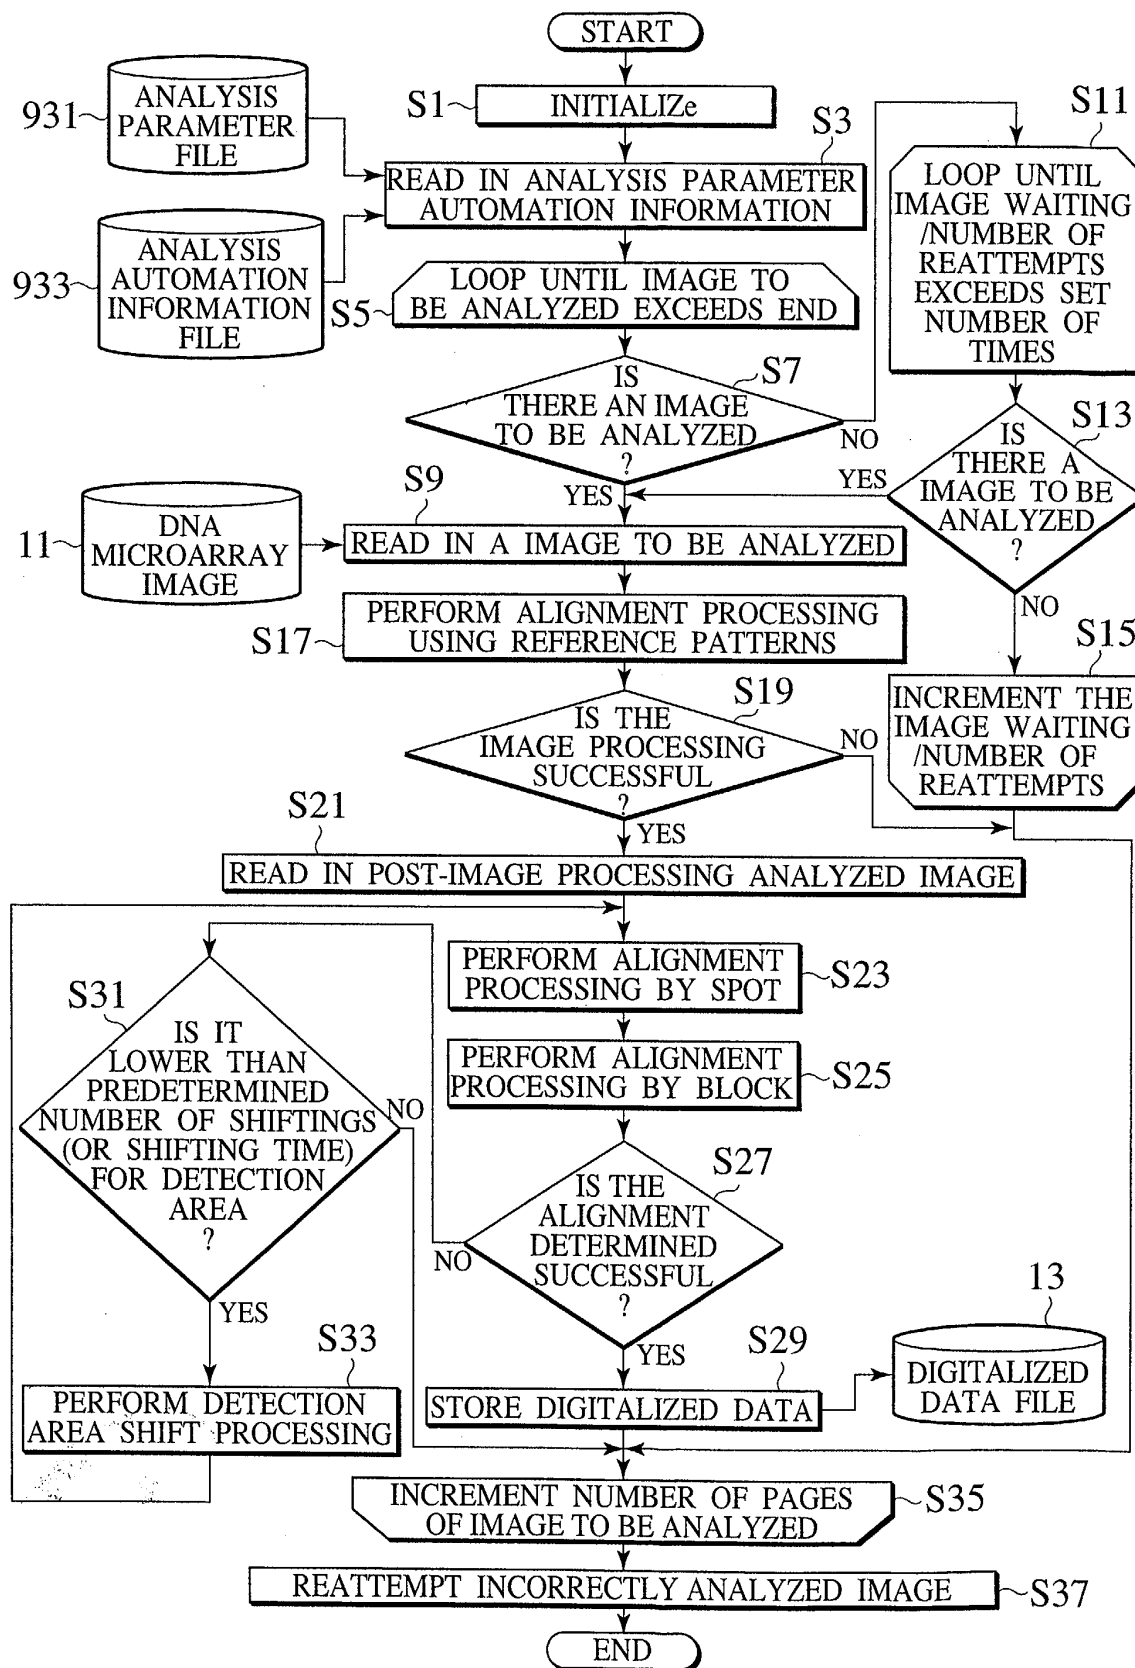 START
S1
INITIALIZe
931
ANALYSIS
PARAMETER
FILE
S3
READ IN ANALYSIS PARAMETER
AUTOMATION INFORMATION
933
ANALYSIS
AUTOMATION
INFORMATION
FILE
S5
LOOP UNTIL IMAGE TO
BE ANALYZED EXCEEDS END
S7
IS
THERE AN IMAGE
TO BE ANALYZED
?
NO
YES
S11
LOOP UNTIL
IMAGE WAITING
/NUMBER OF
REATTEMPTS
EXCEEDS SET
NUMBER OF
TIMES
S13
IS
THERE A
IMAGE TO BE
ANALYZED
?
YES
NO
S9
READ IN A IMAGE TO BE ANALYZED
11
DNA
MICROARRAY
IMAGE
S17
PERFORM ALIGNMENT PROCESSING
USING REFERENCE PATTERNS
S15
INCREMENT THE
IMAGE WAITING
/NUMBER OF
REATTEMPTS
S19
IS THE
IMAGE PROCESSING
SUCCESSFUL
?
NO
YES
S21
READ IN POST-IMAGE PROCESSING ANALYZED IMAGE
S23
PERFORM ALIGNMENT
PROCESSING BY SPOT
S25
PERFORM ALIGNMENT
PROCESSING BY BLOCK
S27
IS THE
ALIGNMENT
DETERMINED
SUCCESSFUL
?
NO
YES
S31
IS IT
LOWER THAN
PREDETERMINED
NUMBER OF SHIFTINGS
(OR SHIFTING TIME)
FOR DETECTION
AREA
?
NO
YES
S33
PERFORM DETECTION
AREA SHIFT PROCESSING
S29
STORE DIGITALIZED DATA
13
DIGITALIZED
DATA FILE
S35
INCREMENT NUMBER OF PAGES
OF IMAGE TO BE ANALYZED
S37
REATTEMPT INCORRECTLY ANALYZED IMAGE
END